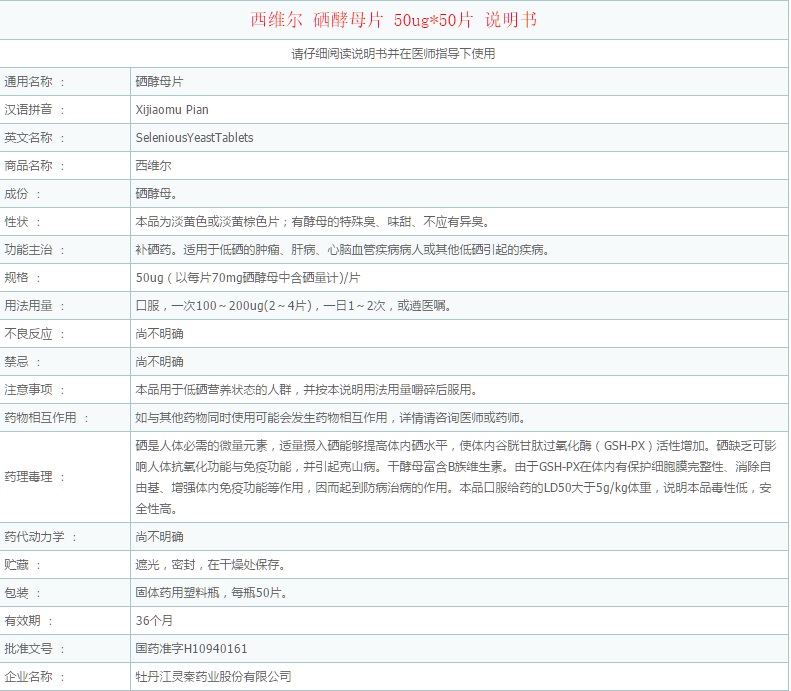 西维尔 硒酵母片 50ug*50片 说明书
请仔细阅读说明书并在医师指导下使用
通用名称 ： 硒酵母片
汉语拼音 ： Xijiaomu Pian
英文名称 ： SeleniousYeastTablets
商品名称 ： 西维尔
成份 ： 硒酵母。
性状 ： 本品为淡黄色或淡黄棕色片；有酵母的特殊臭、味甜、不应有异臭。
功能主治 ： 补硒药。适用于低硒的肿瘤、肝病、心脑血管疾病病人或其他低硒引起的疾病。
规格 ： 50ug（以每片70mg硒酵母中含硒量计)/片
用法用量 ： 口服，一次100～200ug(2～4片)，一日1～2次，或遵医嘱。
不良反应 ： 尚不明确
禁忌 ： 尚不明确
注意事项 ： 本品用于低硒营养状态的人群，并按本说明用法用量嚼碎后服用。
药物相互作用 ： 如与其他药物同时使用可能会发生药物相互作用，详情请咨询医师或药师。
药理毒理 ： 硒是人体必需的微量元素，适量摄入硒能够提高体内硒水平，使体内谷胱甘肽过氧化酶（GSH-PX）活性增加。硒缺乏可影
响人体抗氧化功能与免疫功能，并引起克山病。干酵母富含B族维生素。由于GSH-PX在体内有保护细胞膜完整性、消除自
由基、增强体内免疫功能等作用，因而起到防病治病的作用。本品口服给药的LD50大于5g/kg体重，说明本品毒性低，安
全性高。
药代动力学 ： 尚不明确
贮藏 ： 遮光，密封，在干燥处保存。
包装 ： 固体药用塑料瓶，每瓶50片。
有效期 ： 36个月
批准文号 ： 国药准字H10940161
企业名称 ： 牡丹江灵泰药业股份有限公司